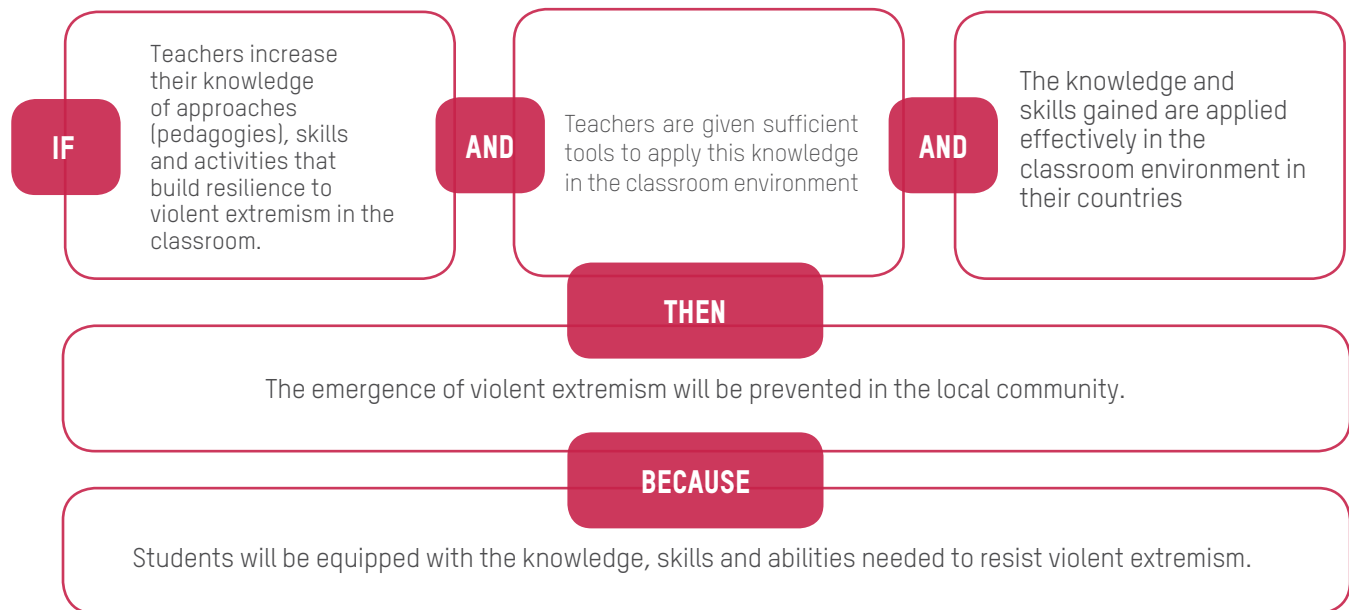 IF
Teachers increase
their knowledge
of approaches
(pedagogies), skills
and activities that
build resilience to
violent extremism in the
classroom.
AND
Teachers are given sufficient
tools to apply this knowledge
in the classroom environment
AND
The knowledge and
skills gained are applied
effectively in the
classroom environment in
their countries
THEN
The emergence of violent extremism will be prevented in the local community.
BECAUSE
Students will be equipped with the knowledge, skills and abilities needed to resist violent extremism.